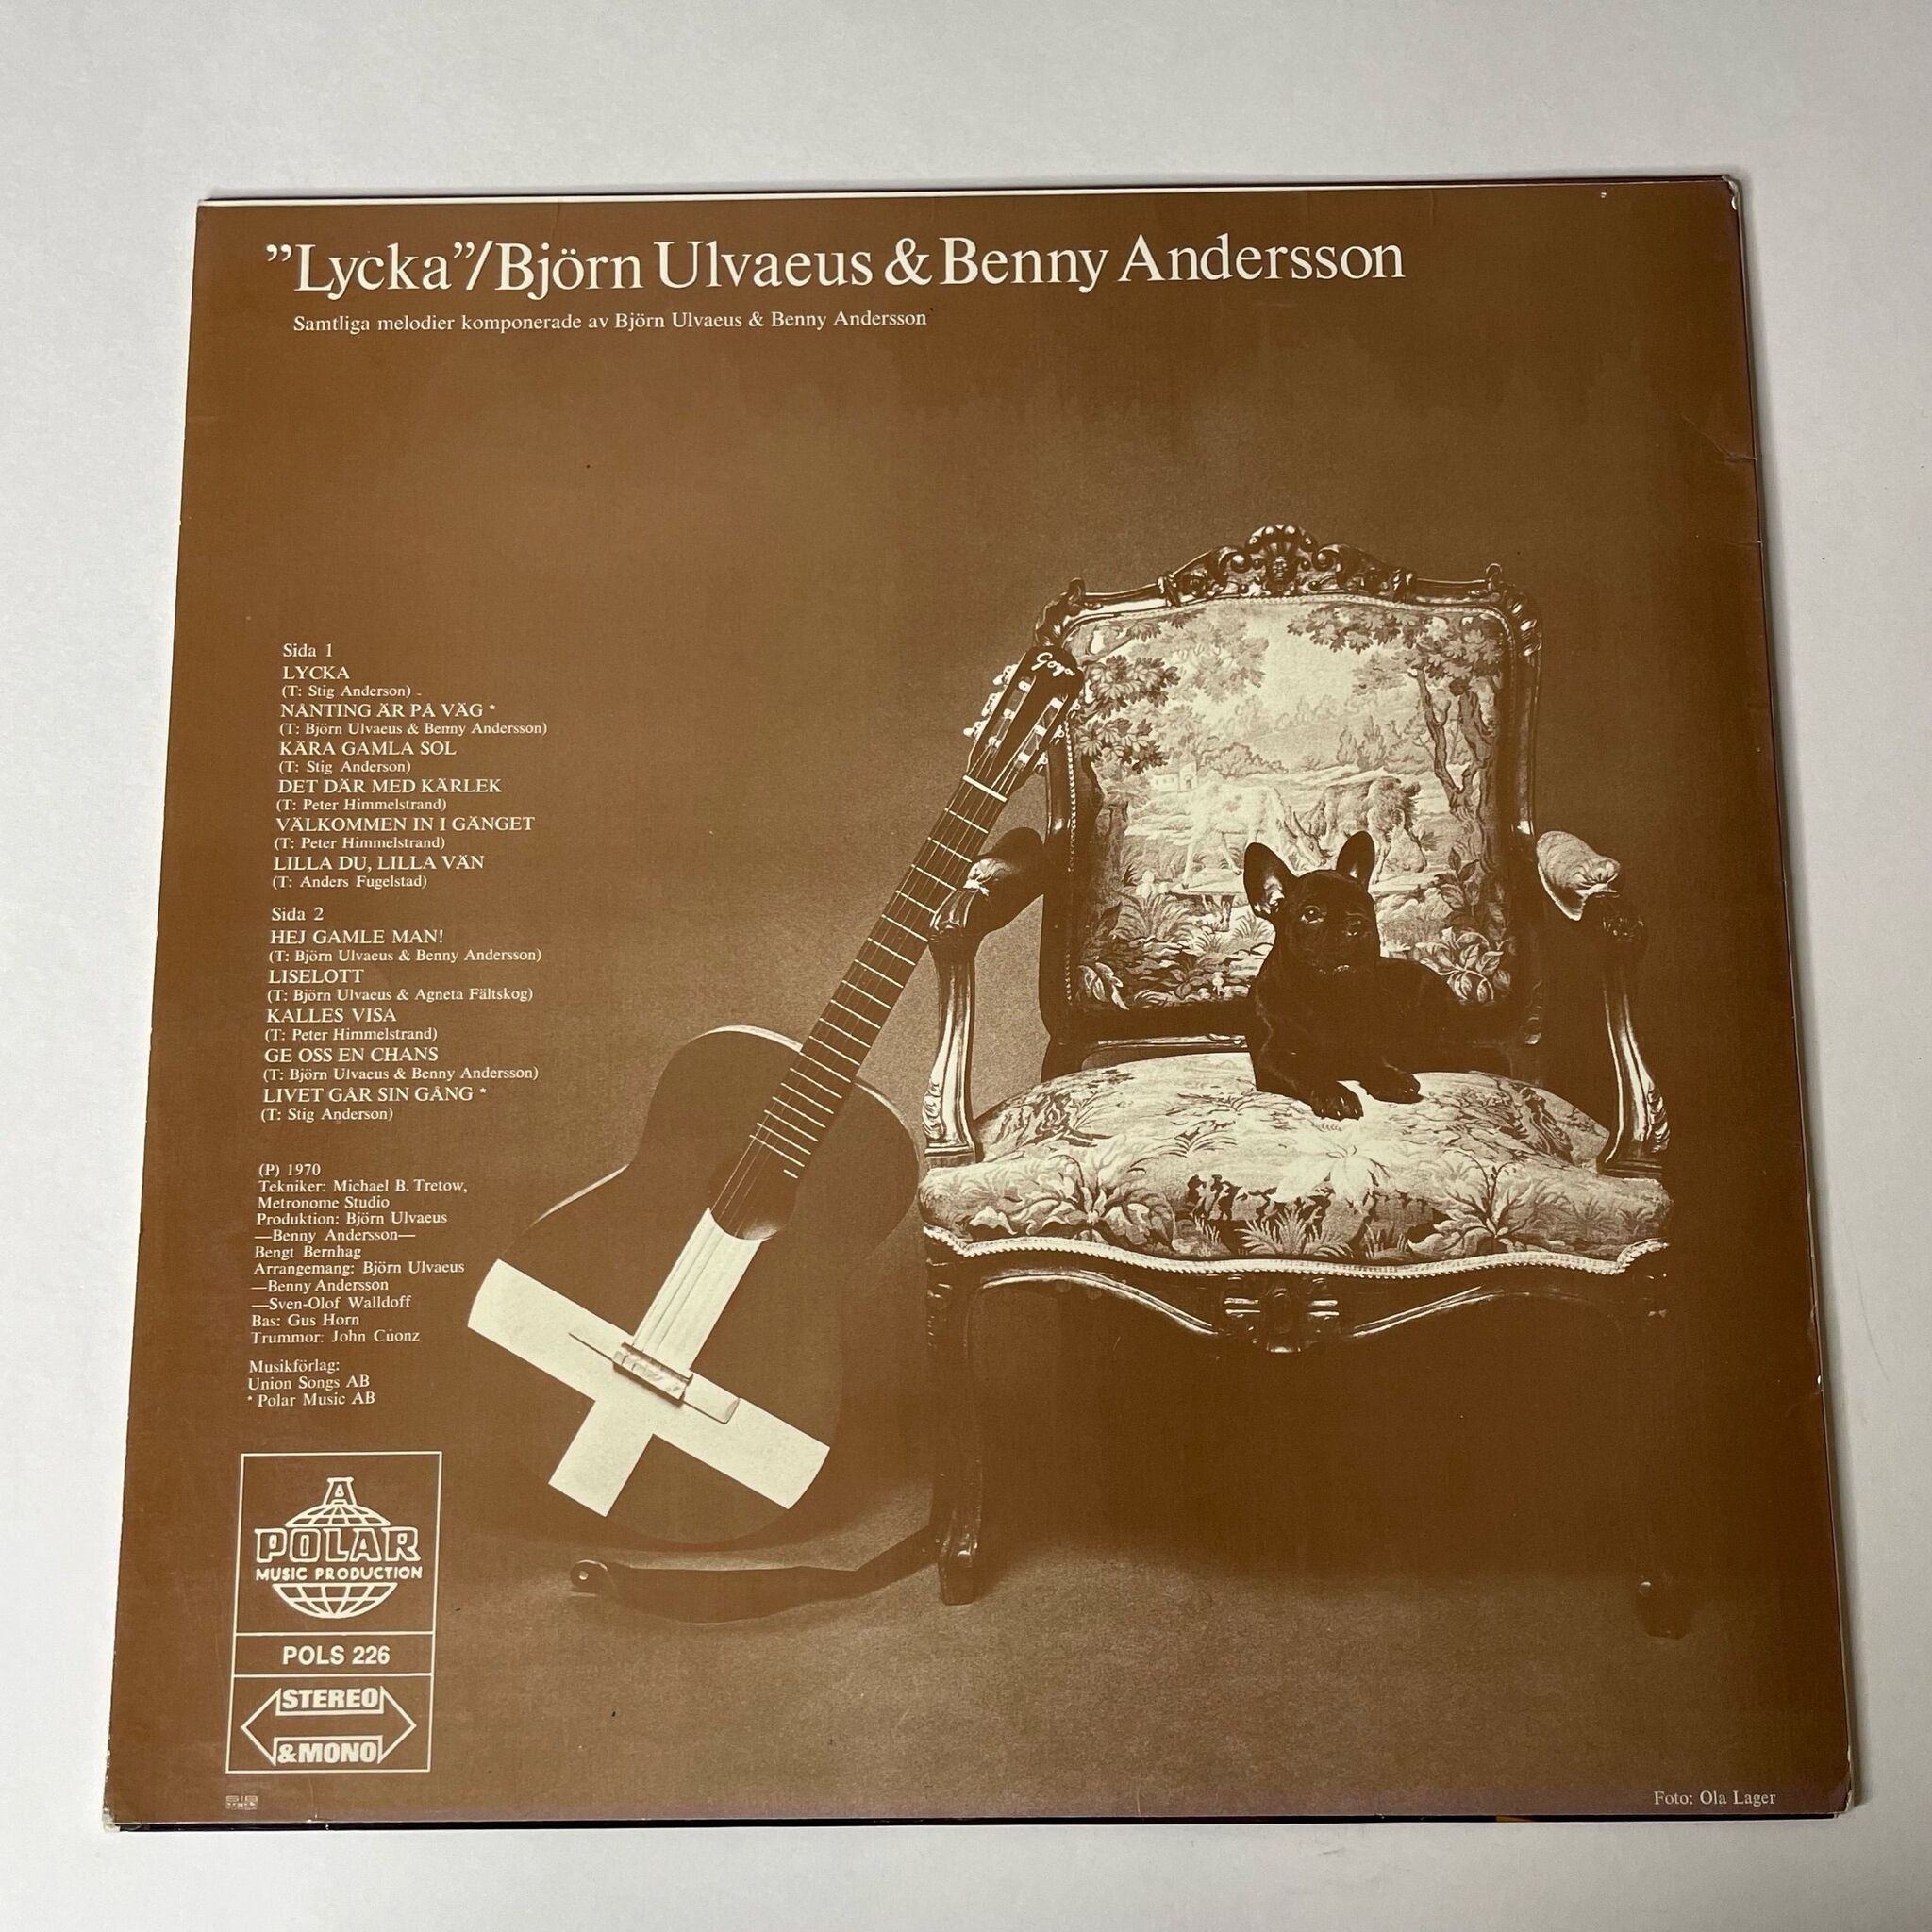 ”Lycka”/Björn Ulvaeus & Benny Andersson
Samtliga melodier komponerade av Björn Ulvaeus & Benny Andersson
Goya
Sida 1
LYCKA
(T: Stig Anderson)
NÅNTING ÄR PÅ VÄG *
(T: Björn Ulvaeus & Benny Andersson)
KÄRA GAMLA SOL
(T: Stig Anderson)
DET DÄR MED KÄRLEK
(T: Peter Himmelstrand)
VÄLKOMMEN IN I GÄNGET
(T: Peter Himmelstrand)
LILLA DU, LILLA VÄN
(T: Anders Fugelstad)
Sida 2
HEJ GAMLE MAN!
(T: Björn Ulvaeus & Benny Andersson)
LISELOTT
(T: Björn Ulvaeus & Agneta Fältskog)
KALLES VISA
(T: Peter Himmelstrand)
GE OSS EN CHANS
(T: Björn Ulvaeus & Benny Andersson)
LIVET GÅR SIN GÅNG *
(T: Stig Anderson)
(P) 1970
Tekniker: Michael B. Tretow,
Metronome Studio
Produktion: Björn Ulvaeus
—Benny Andersson—
Bengt Bernhag
Arrangemang: Björn Ulvaeus
—Benny Andersson
—Sven-Olof Walldoff
Bas: Gus Horn
Trummor: John Cuonz
Musikförlag:
Union Songs AB
* Polar Music AB
A
POLAR
MUSIC PRODUCTION
POLS 226
STEREO
&MONO
Foto: Ola Lager